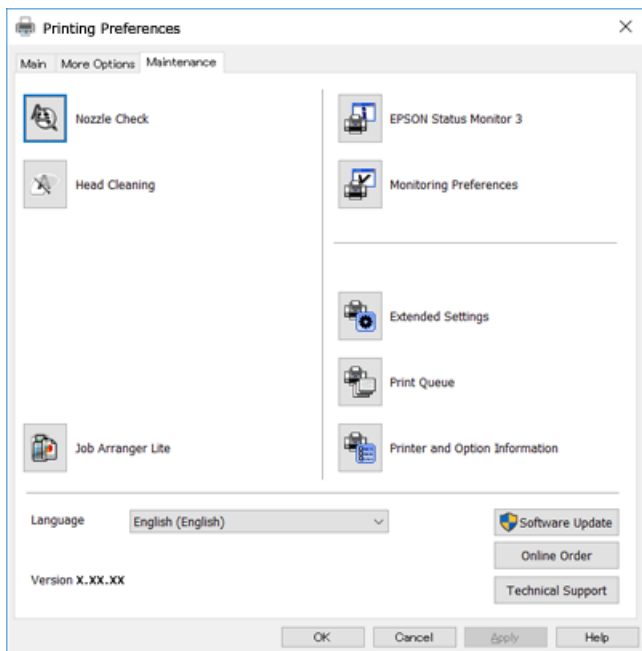 Printing Preferences
Main More Options Maintenance
Nozzle Check
Head Cleaning
Job Arranger Lite
EPSON Status Monitor 3
Monitoring Preferences
Extended Settings
Print Queue
Printer and Option Information
Language English (English)
Version X.XX.XX
Software Update
Online Order
Technical Support
OK Cancel Apply Help